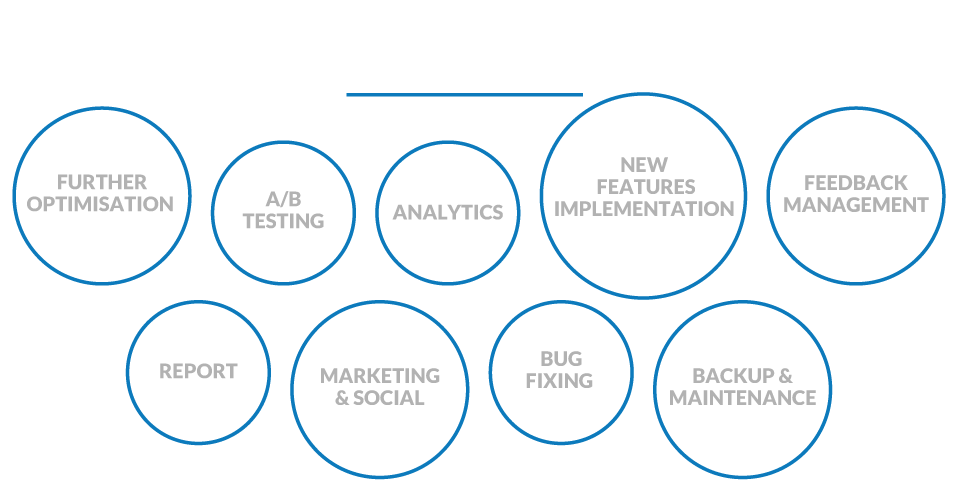 FURTHER
OPTIMISATION
A/B
TESTING
ANALYTICS
NEW
FEATURES
IMPLEMENTATION
FEEDBACK
MANAGEMENT
REPORT
MARKETING
& SOCIAL
BUG
FIXING
BACKUP &
MAINTENANCE